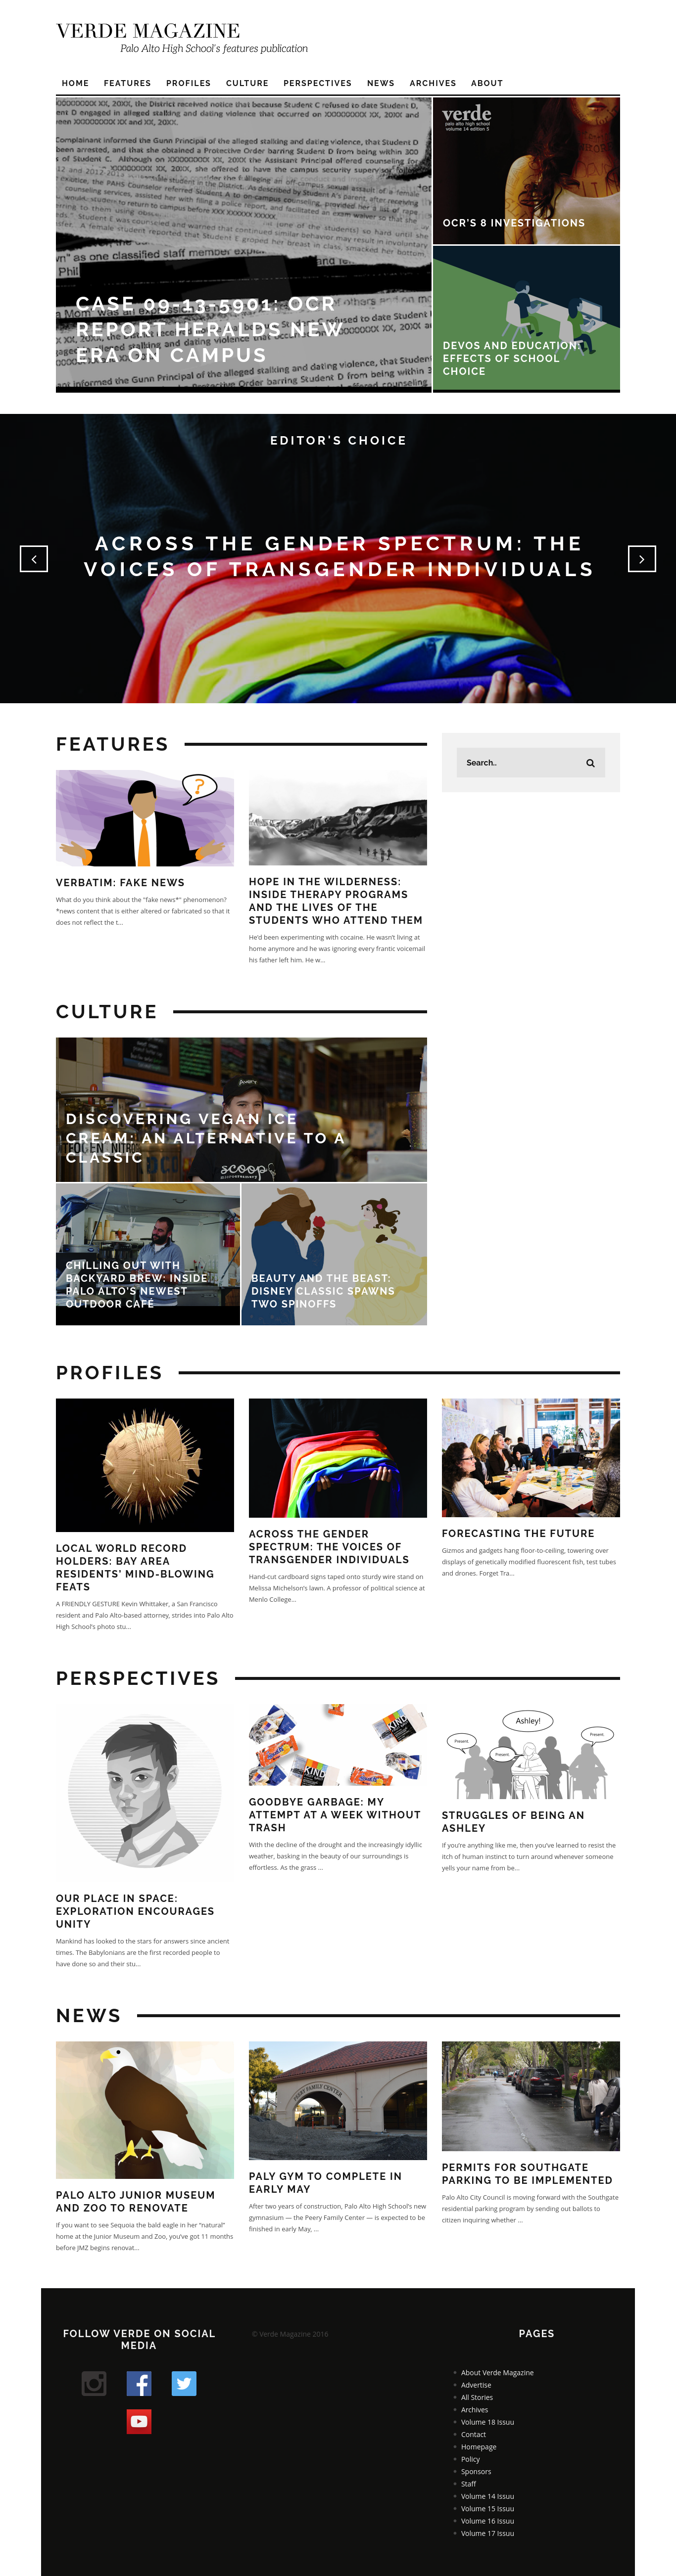 VERDE MAGAZINE
Palo Alto High School's features publication
HOME FEATURES PROFILES CULTURE PERSPECTIVES NEWS ARCHIVES ABOUT
CASE 09-13-5901: OCR
REPORT HERALDS NEW
ERA ON CAMPUS
verde
palo alto high school
volume 14 edition 5
OCR'S 8 INVESTIGATIONS
DEVOS AND EDUCATION:
EFFECTS OF SCHOOL
CHOICE
EDITOR'S CHOICE
ACROSS THE GENDER SPECTRUM: THE
VOICES OF TRANSGENDER INDIVIDUALS
FEATURES
Search..
VERBATIM: FAKE NEWS
What do you think about the "fake news*" phenomenon?
*news content that is either altered or fabricated so that it
does not reflect the t...
HOPE IN THE WILDERNESS:
INSIDE THERAPY PROGRAMS
AND THE LIVES OF THE
STUDENTS WHO ATTEND THEM
He'd been experimenting with cocaine. He wasn't living at
home anymore and he was ignoring every frantic voicemail
his father left him. He w...
CULTURE
DISCOVERING VEGAN ICE
CREAM: AN ALTERNATIVE TO A
CLASSIC
scoop
CHILLING OUT WITH
BACKYARD BREW: INSIDE
PALO ALTO'S NEWEST
OUTDOOR CAFÉ
BEAUTY AND THE BEAST:
DISNEY CLASSIC SPAWNS
TWO SPINOFFS
PROFILES
LOCAL WORLD RECORD
HOLDERS: BAY AREA
RESIDENTS' MIND-BLOWING
FEATS
A FRIENDLY GESTURE Kevin Whittaker, a San Francisco
resident and Palo Alto-based attorney, strides into Palo Alto
High School's photo stu...
ACROSS THE GENDER
SPECTRUM: THE VOICES OF
TRANSGENDER INDIVIDUALS
Hand-cut cardboard signs taped onto sturdy wire stand on
Melissa Michelson's lawn. A professor of political science at
Menlo College...
FORECASTING THE FUTURE
Gizmos and gadgets hang floor-to-ceiling, towering over
displays of genetically modified fluorescent fish, test tubes
and drones. Forget Tra...
PERSPECTIVES
OUR PLACE IN SPACE:
EXPLORATION ENCOURAGES
UNITY
Mankind has looked to the stars for answers since ancient
times. The Babylonians are the first recorded people to
have done so and their stu...
KIND
KIND
GOODBYE GARBAGE: MY
ATTEMPT AT A WEEK WITHOUT
TRASH
With the decline of the drought and the increasingly idyllic
weather, basking in the beauty of our surroundings is
effortless. As the grass ...
Ashley!
Present.
Present.
Present.
STRUGGLES OF BEING AN
ASHLEY
If you're anything like me, then you've learned to resist the
itch of human instinct to turn around whenever someone
yells your name from be...
NEWS
PALO ALTO JUNIOR MUSEUM
AND ZOO TO RENOVATE
If you want to see Sequoia the bald eagle in her "natural"
home at the Junior Museum and Zoo, you've got 11 months
before JMZ begins renovat...
PEERY FAMILY CENTER
PALY GYM TO COMPLETE IN
EARLY MAY
After two years of construction, Palo Alto High School's new
gymnasium — the Peery Family Center — is expected to be
finished in early May, ...
PERMITS FOR SOUTHGATE
PARKING TO BE IMPLEMENTED
Palo Alto City Council is moving forward with the Southgate
residential parking program by sending out ballots to
citizen inquiring whether ...
FOLLOW VERDE ON SOCIAL
MEDIA
© Verde Magazine 2016
PAGES
About Verde Magazine
Advertise
All Stories
Archives
Volume 18 Issuu
Contact
Homepage
Policy
Sponsors
Staff
Volume 14 Issuu
Volume 15 Issuu
Volume 16 Issuu
Volume 17 Issuu